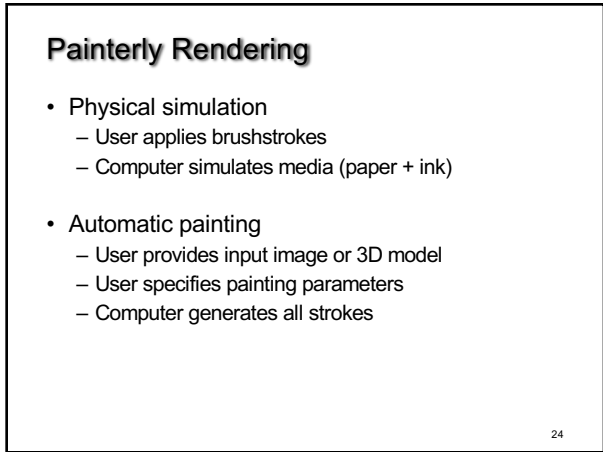 Painterly Rendering
• Physical simulation
– User applies brushstrokes
– Computer simulates media (paper + ink)
• Automatic painting
– User provides input image or 3D model
– User specifies painting parameters
– Computer generates all strokes
24